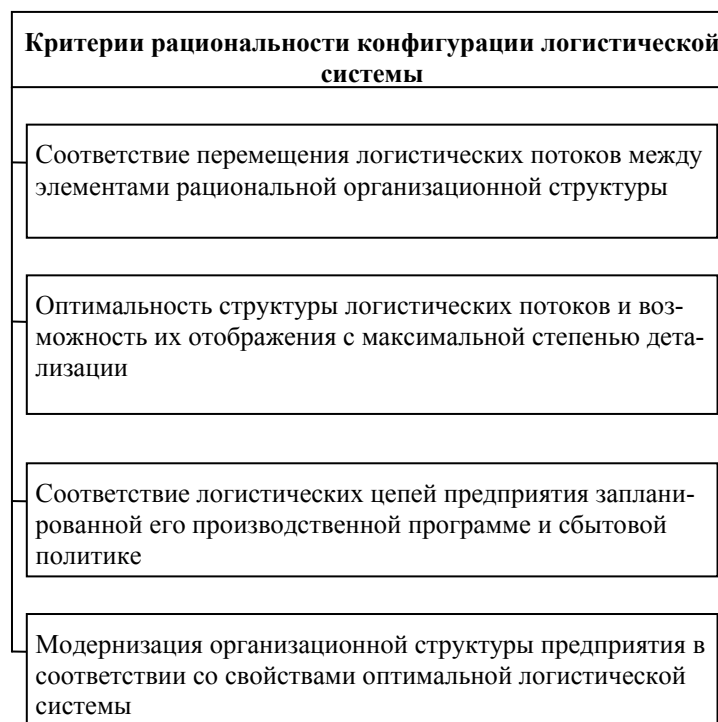 Критерии рациональности конфигурации логистической
системы
Соответствие перемещения логистических потоков между
элементами рациональной организационной структуры
Оптимальность структуры логистических потоков и воз-
можность их отображения с максимальной степенью дета-
лизации
Соответствие логистических цепей предприятия заплани-
рованной его производственной программе и сбытовой
политике
Модернизация организационной структуры предприятия в
соответствии со свойствами оптимальной логистической
системы